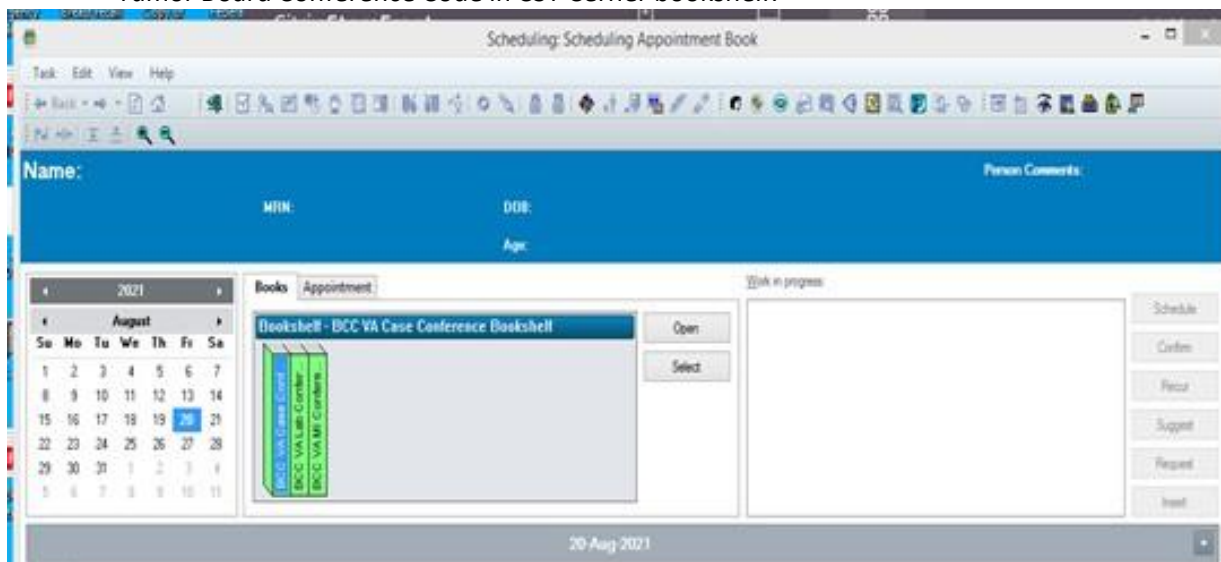 Tumor Board Conference Code in CST Cerner bookshelf:
Scheduling: Scheduling Appointment Book
Task Edit View Help
Back
Name:
Person Comments:
MRN:
DOB:
Age:
2021
August
Su Mo Tu We Th Fr Sa
1 2 3 4 5 6 7
8 9 10 11 12 13 14
15 16 17 18 19 20 21
22 23 24 25 26 27 28
29 30 31 1 2 3 4
5 6 7 8 9 10 11
Books Appointment
Bookshelf - BCC VA Case Conference Bookshelf
BCC VA Case Conf...
BCC VA Lab Confer...
BCC VA MI Confere...
Open
Select
Work in progress:
Schedule
Confirm
Recur
Suggest
Request
Insert
20-Aug-2021